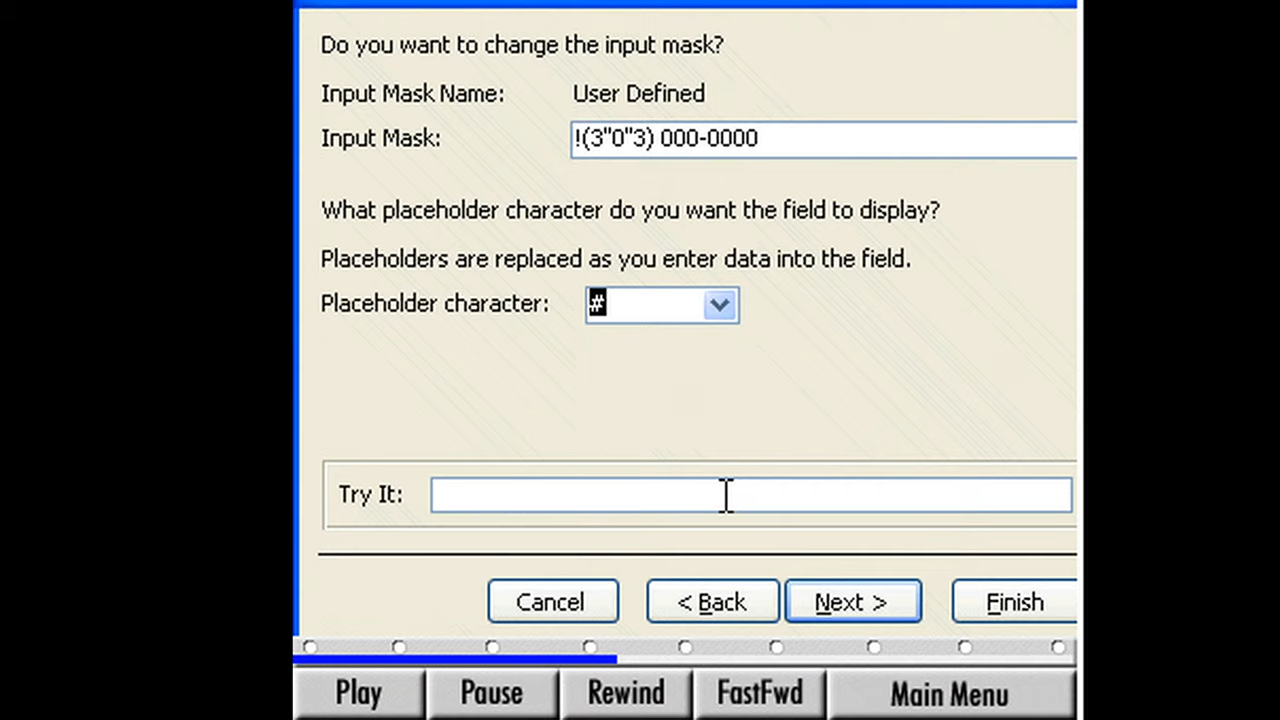 Do you want to change the input mask?
Input Mask Name: User Defined
Input Mask: !(3"0"3) 000-0000
What placeholder character do you want the field to display?
Placeholders are replaced as you enter data into the field.
Placeholder character: #
Try It:
Cancel < Back Next > Finish
Play Pause Rewind FastFwd Main Menu